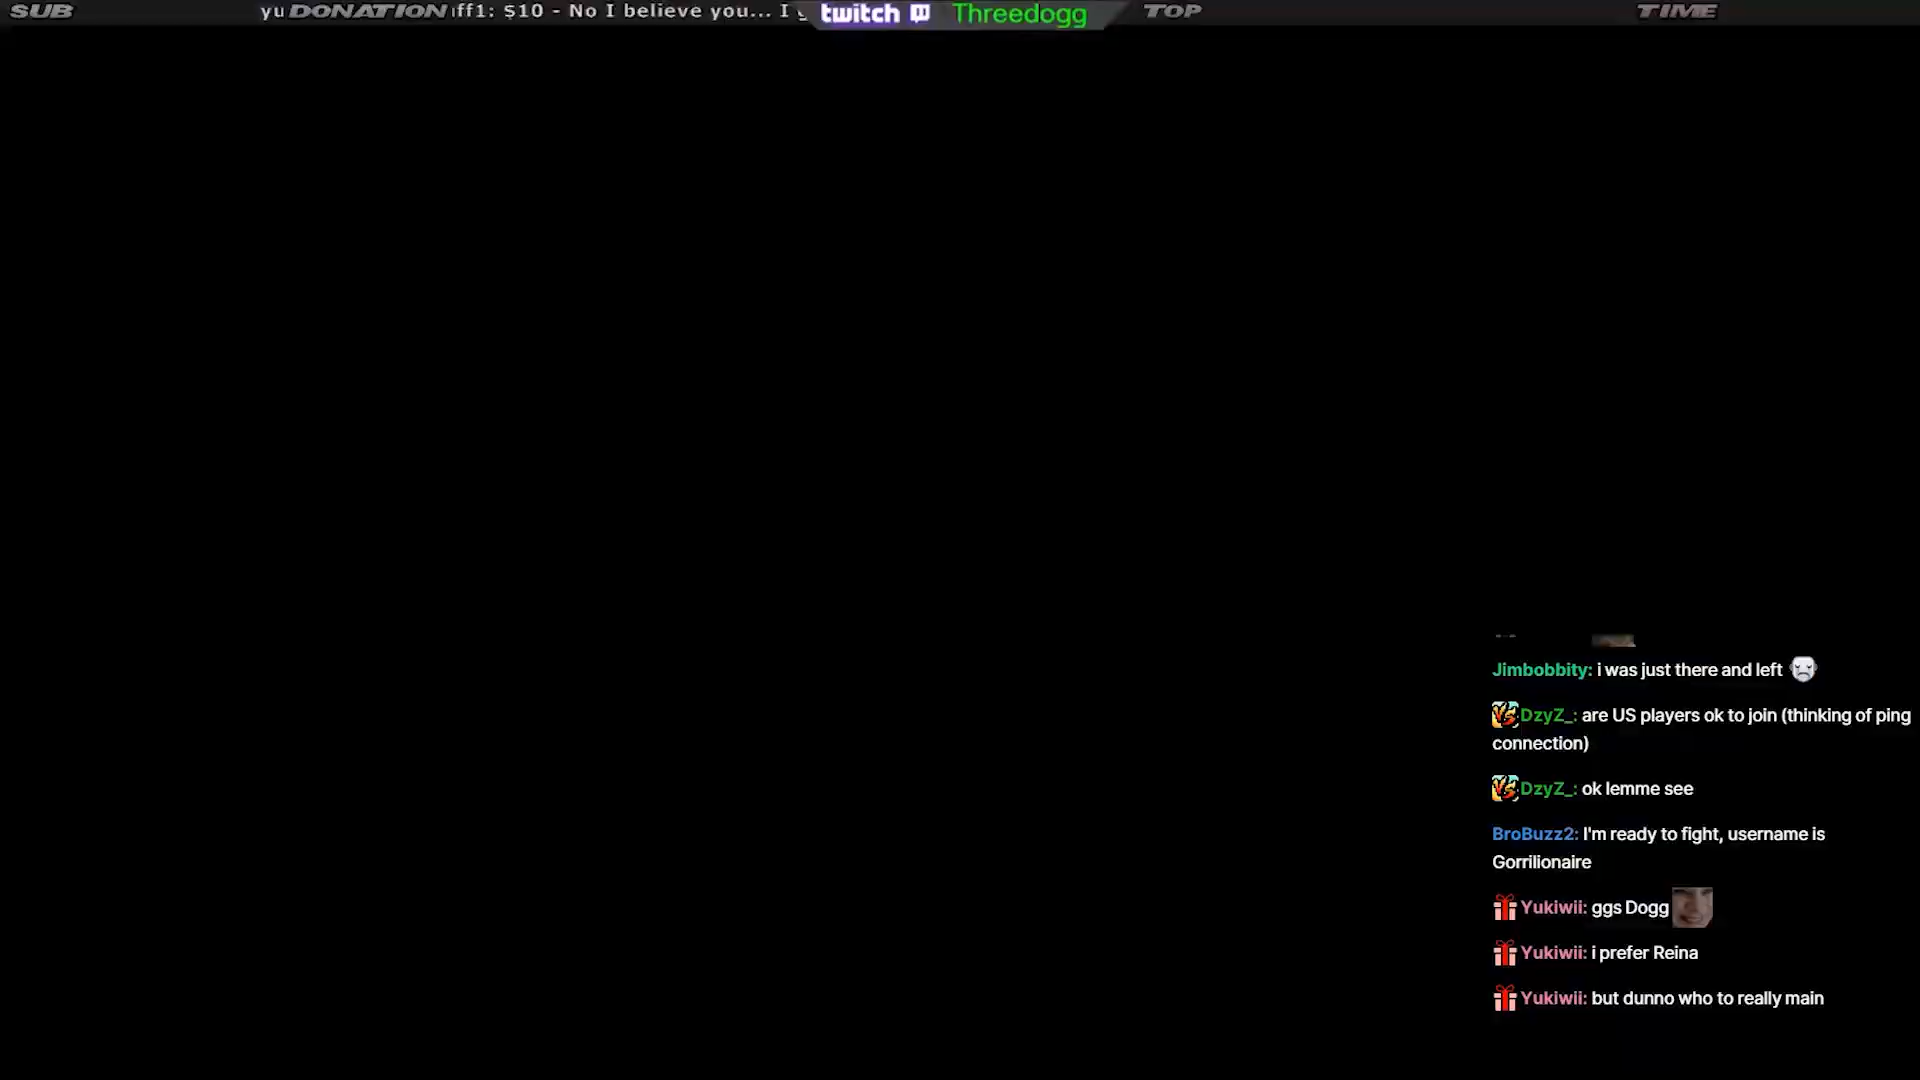 SUB yu DONATION iff1: $10 - No I believe you... I twitch Threedogg TOP TIME
Jimbobbity: i was just there and left
DzyZ_: are US players ok to join (thinking of ping
connection)
DzyZ_: ok lemme see
BroBuzz2: I'm ready to fight, username is
Gorrilionaire
Yukiwii: ggs Dogg
Yukiwii: i prefer Reina
Yukiwii: but dunno who to really main